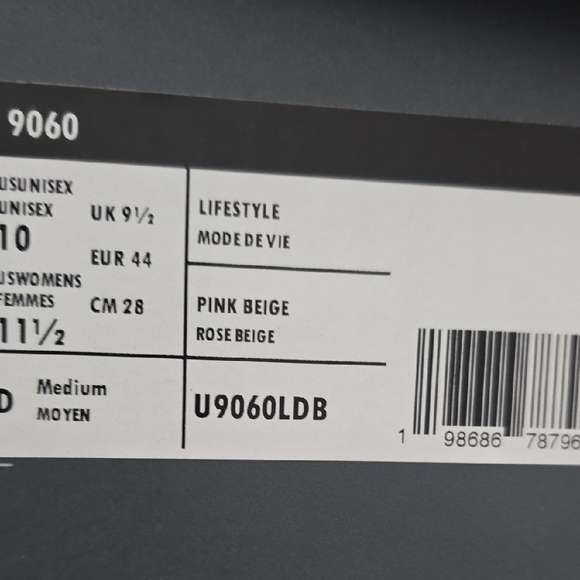 9060
USUNISEX
UNISEX
10
USWOMENS
FEMMES
11½
UK 9½
EUR 44
CM 28
LIFESTYLE
MODE DE VIE
PINK BEIGE
ROSE BEIGE
D
Medium
MOYEN
U9060LDB
1 98686 78796